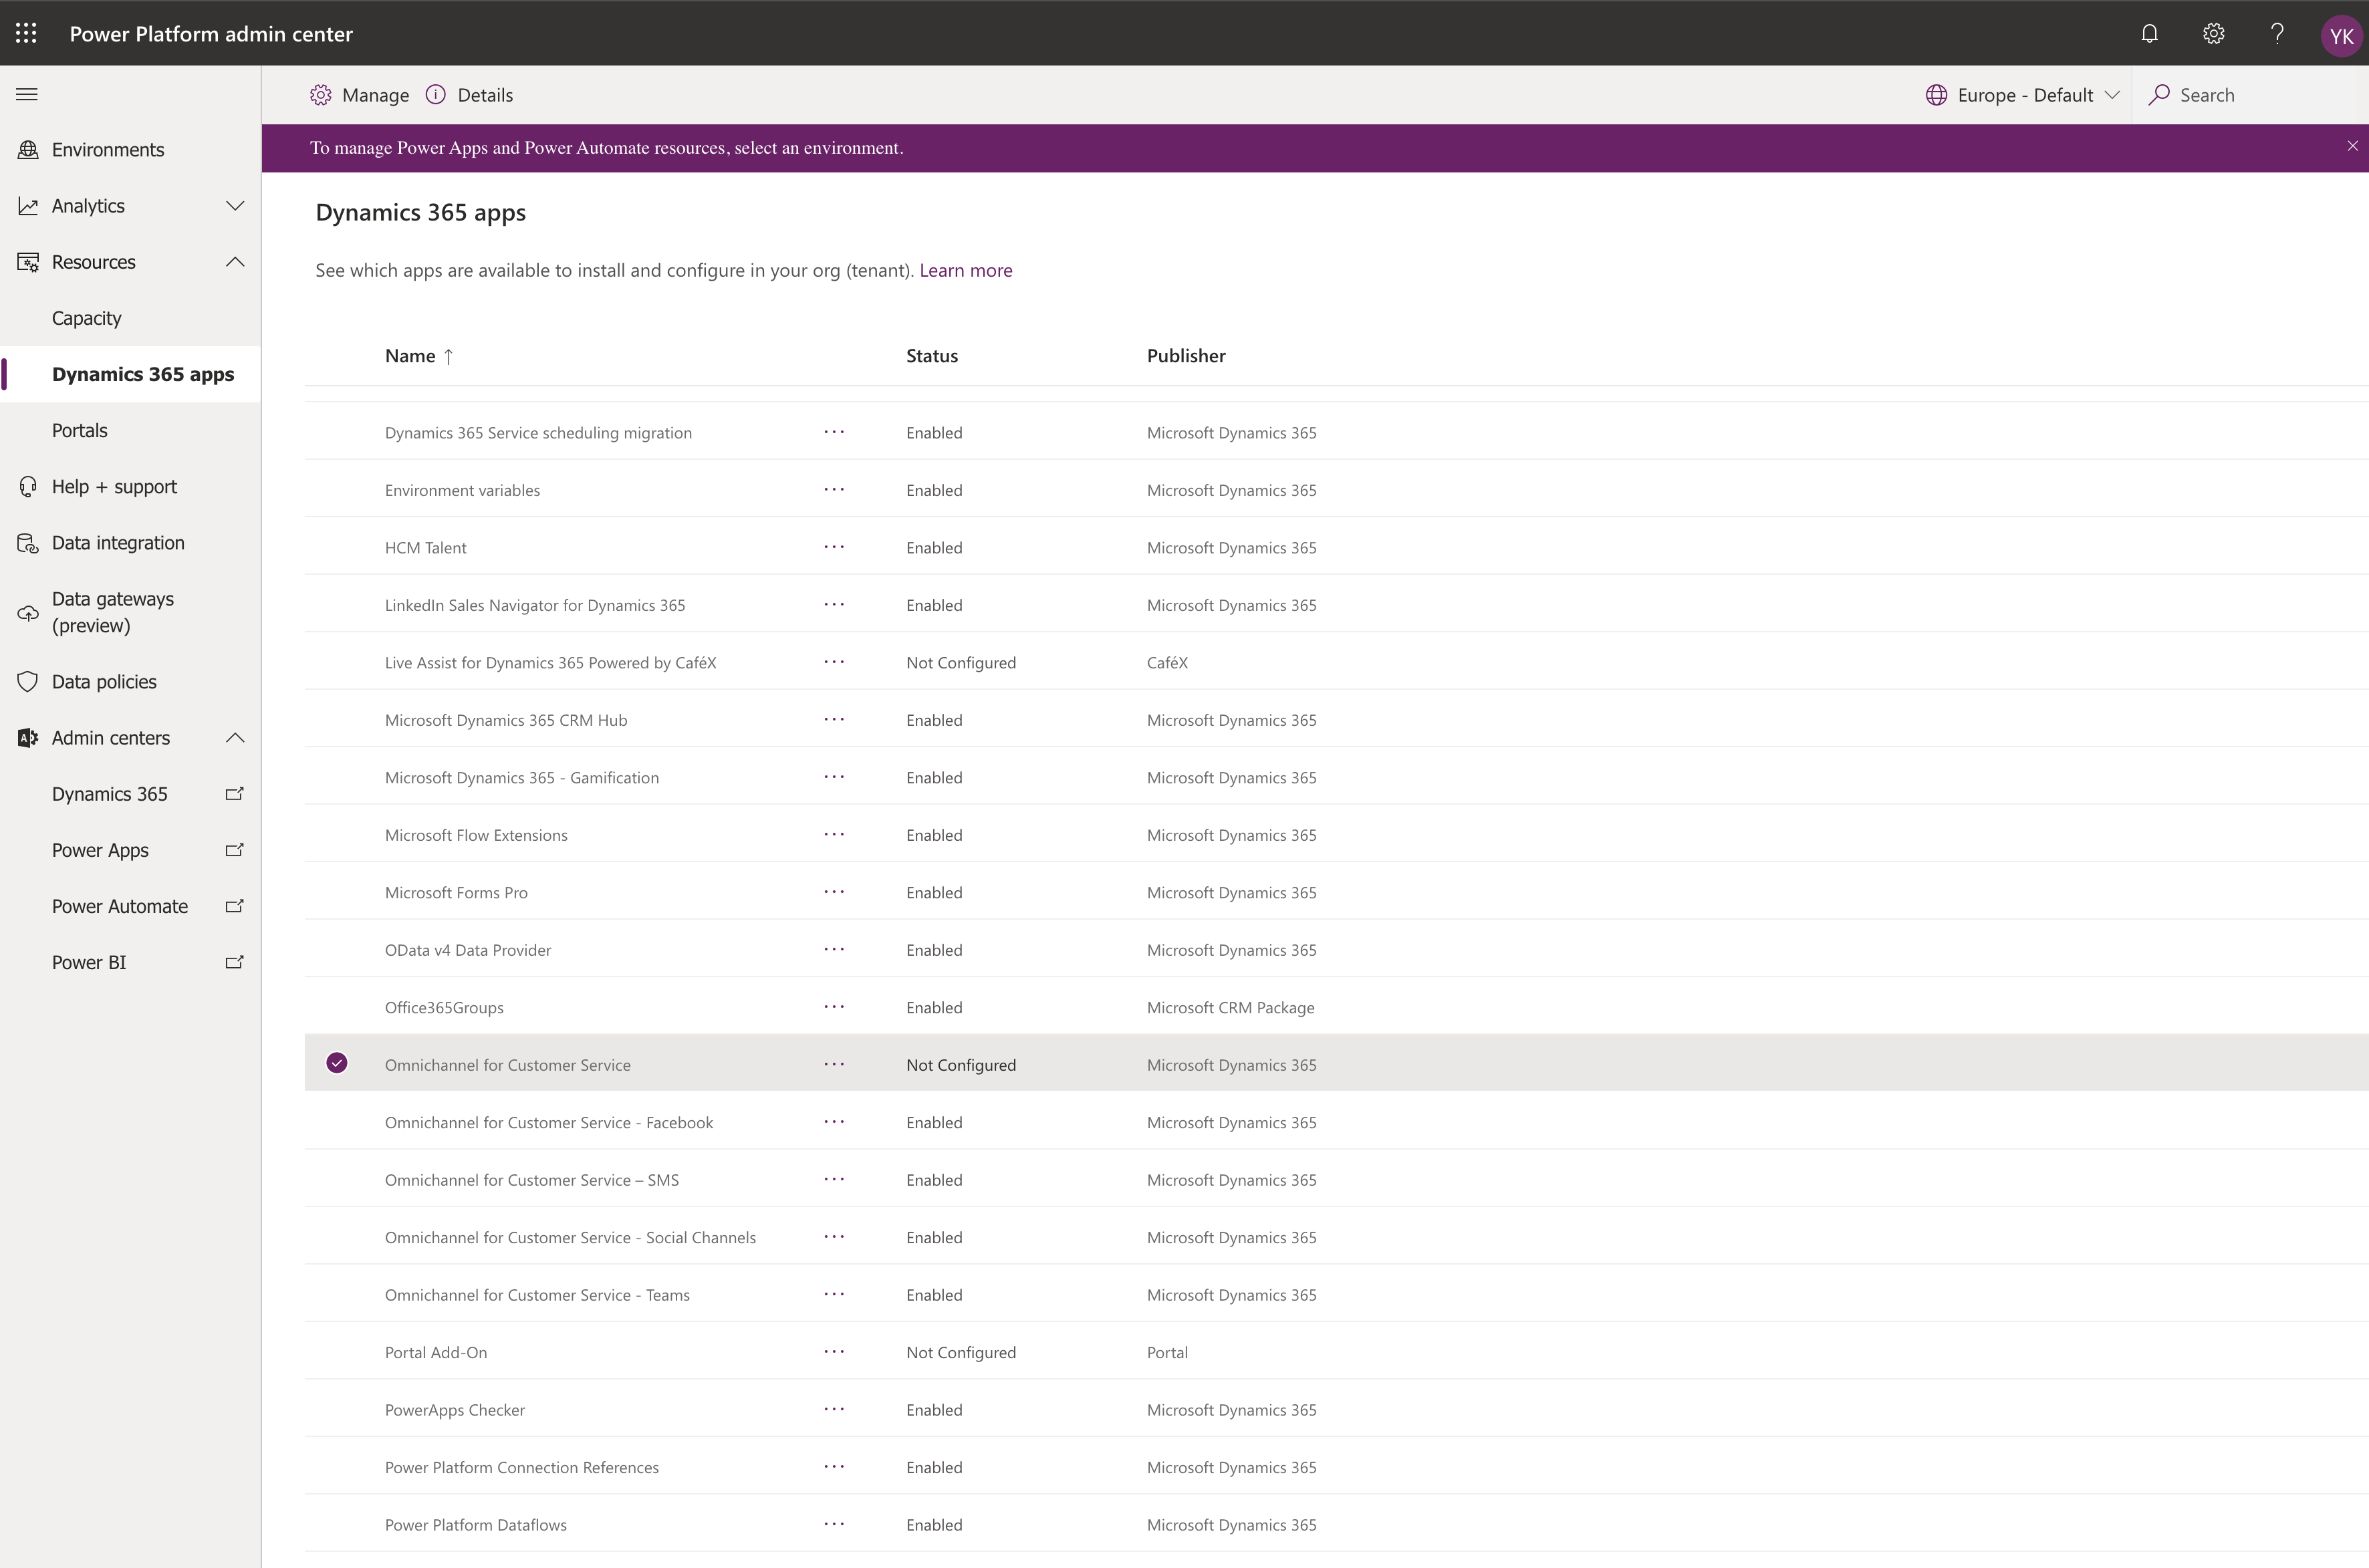 Power Platform admin center
YK
Manage
Details
Europe - Default
Search
Environments
Analytics
Resources
Capacity
Dynamics 365 apps
Portals
Help + support
Data integration
Data gateways
(preview)
Data policies
Admin centers
Dynamics 365
Power Apps
Power Automate
Power BI
To manage Power Apps and Power Automate resources, select an environment.
Dynamics 365 apps
See which apps are available to install and configure in your org (tenant). Learn more
Name ↑ Status Publisher
Dynamics 365 Service scheduling migration ... Enabled Microsoft Dynamics 365
Environment variables ... Enabled Microsoft Dynamics 365
HCM Talent ... Enabled Microsoft Dynamics 365
LinkedIn Sales Navigator for Dynamics 365 ... Enabled Microsoft Dynamics 365
Live Assist for Dynamics 365 Powered by CaféX ... Not Configured CaféX
Microsoft Dynamics 365 CRM Hub ... Enabled Microsoft Dynamics 365
Microsoft Dynamics 365 - Gamification ... Enabled Microsoft Dynamics 365
Microsoft Flow Extensions ... Enabled Microsoft Dynamics 365
Microsoft Forms Pro ... Enabled Microsoft Dynamics 365
OData v4 Data Provider ... Enabled Microsoft Dynamics 365
Office365Groups ... Enabled Microsoft CRM Package
Omnichannel for Customer Service ... Not Configured Microsoft Dynamics 365
Omnichannel for Customer Service - Facebook ... Enabled Microsoft Dynamics 365
Omnichannel for Customer Service – SMS ... Enabled Microsoft Dynamics 365
Omnichannel for Customer Service - Social Channels ... Enabled Microsoft Dynamics 365
Omnichannel for Customer Service - Teams ... Enabled Microsoft Dynamics 365
Portal Add-On ... Not Configured Portal
PowerApps Checker ... Enabled Microsoft Dynamics 365
Power Platform Connection References ... Enabled Microsoft Dynamics 365
Power Platform Dataflows ... Enabled Microsoft Dynamics 365